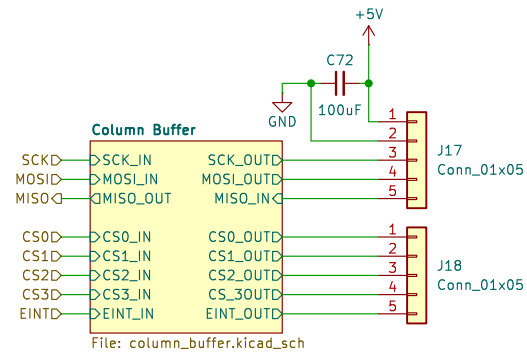 +5V
C72
100uF
GND
Column Buffer
SCK SCK_IN SCK_OUT
MOSI MOSI_IN MOSI_OUT
MISO MISO_OUT MISO_IN
CS0 CS0_IN CS0_OUT
CS1 CS1_IN CS1_OUT
CS2 CS2_IN CS2_OUT
CS3 CS3_IN CS_3OUT
EINT EINT_IN EINT_OUT
File: column_buffer.kicad_sch
1
2
3
4
5
J17
Conn_01x05
1
2
3
4
5
J18
Conn_01x05